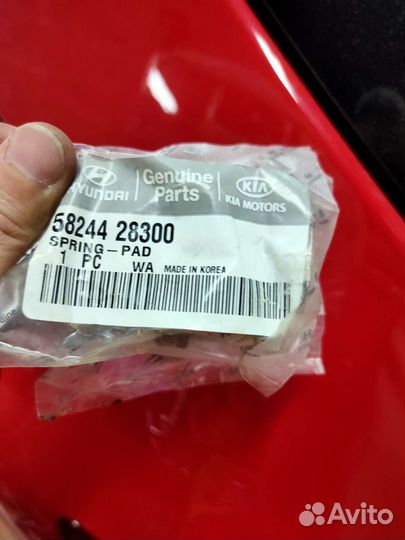 HYUNDAI
Genuine
Parts
KIA
KIA MOTORS
58244 28300
SPRING-PAD
1 PC WA MADE IN KOREA
Avito